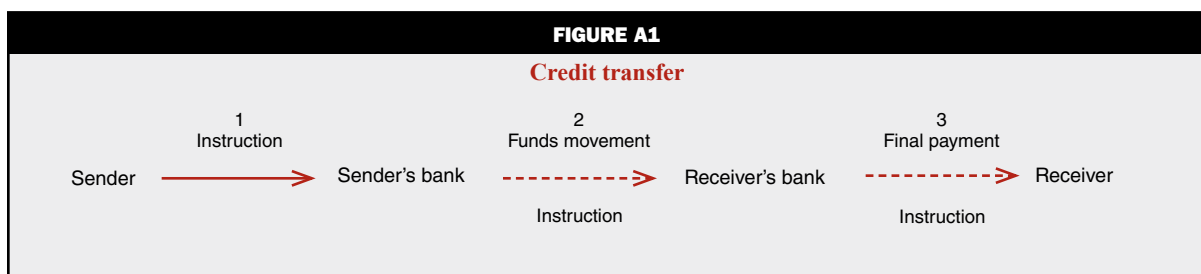 FIGURE A1
Credit transfer
1 2 3
Instruction Funds movement Final payment
Sender Sender’s bank Receiver’s bank Receiver
Instruction Instruction